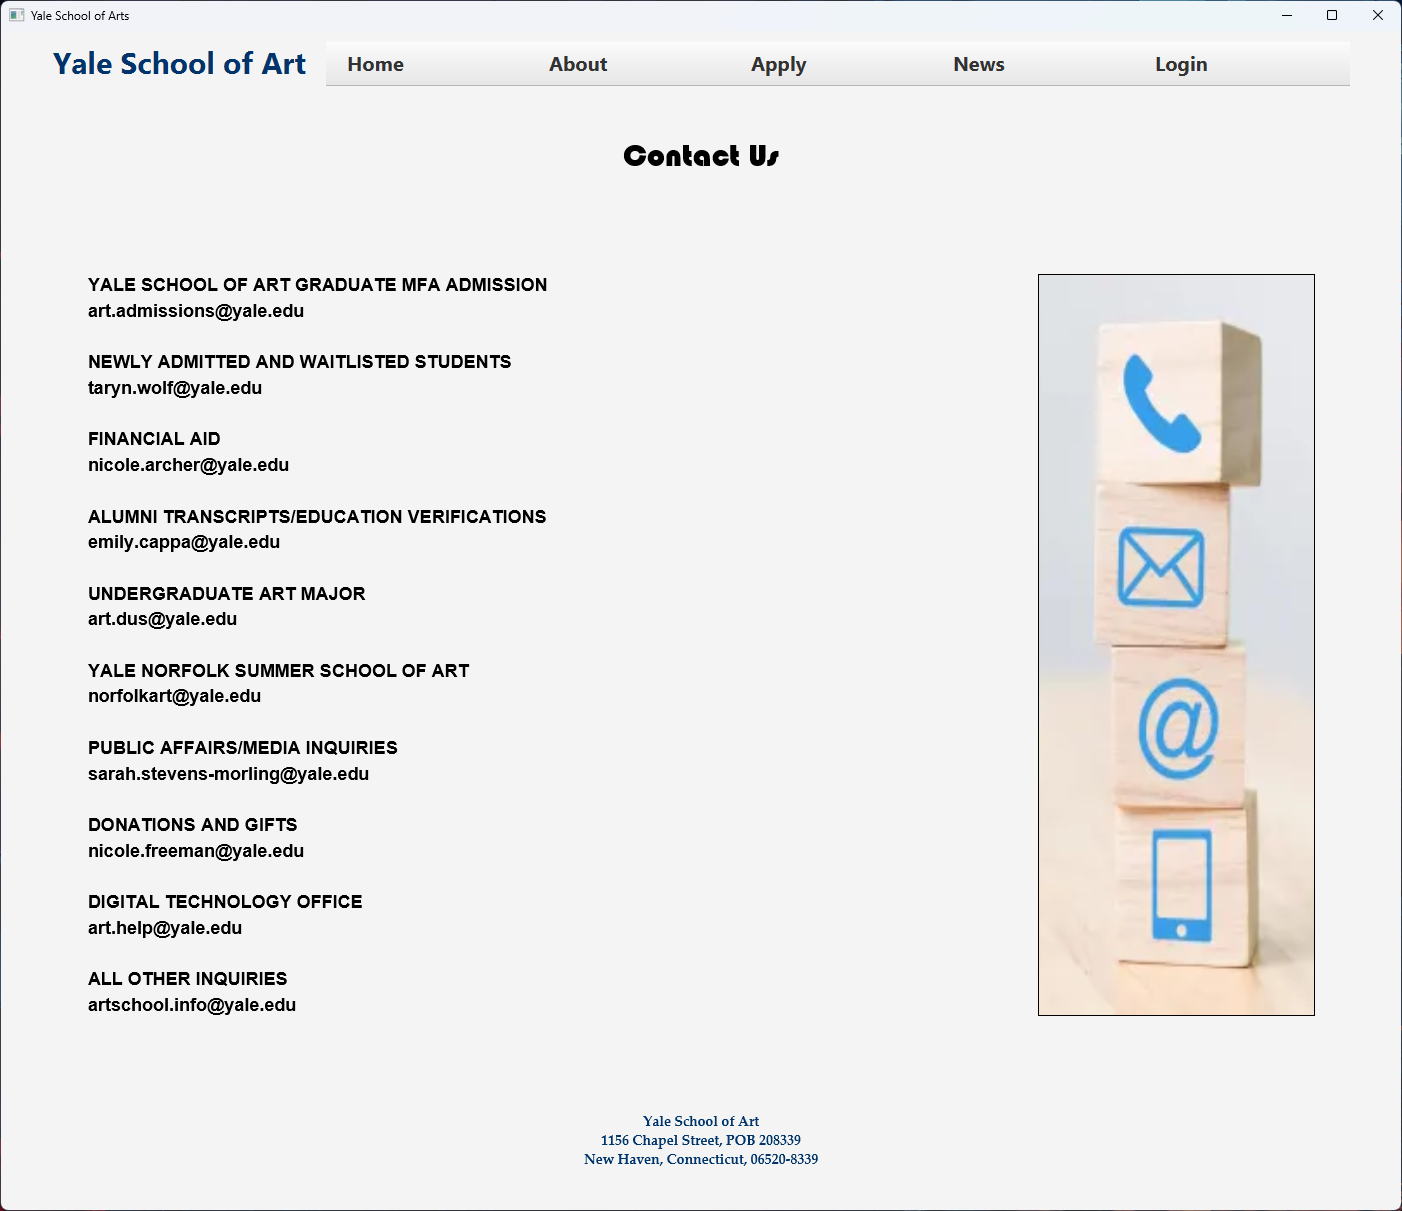 Yale School of Arts
Yale School of Art
Home About Apply News Login
Contact Us
YALE SCHOOL OF ART GRADUATE MFA ADMISSION
art.admissions@yale.edu
NEWLY ADMITTED AND WAITLISTED STUDENTS
taryn.wolf@yale.edu
FINANCIAL AID
nicole.archer@yale.edu
ALUMNI TRANSCRIPTS/EDUCATION VERIFICATIONS
emily.cappa@yale.edu
UNDERGRADUATE ART MAJOR
art.dus@yale.edu
YALE NORFOLK SUMMER SCHOOL OF ART
norfolkart@yale.edu
PUBLIC AFFAIRS/MEDIA INQUIRIES
sarah.stevens-morling@yale.edu
DONATIONS AND GIFTS
nicole.freeman@yale.edu
DIGITAL TECHNOLOGY OFFICE
art.help@yale.edu
ALL OTHER INQUIRIES
artschool.info@yale.edu
@
Yale School of Art
1156 Chapel Street, POB 208339
New Haven, Connecticut, 06520-8339